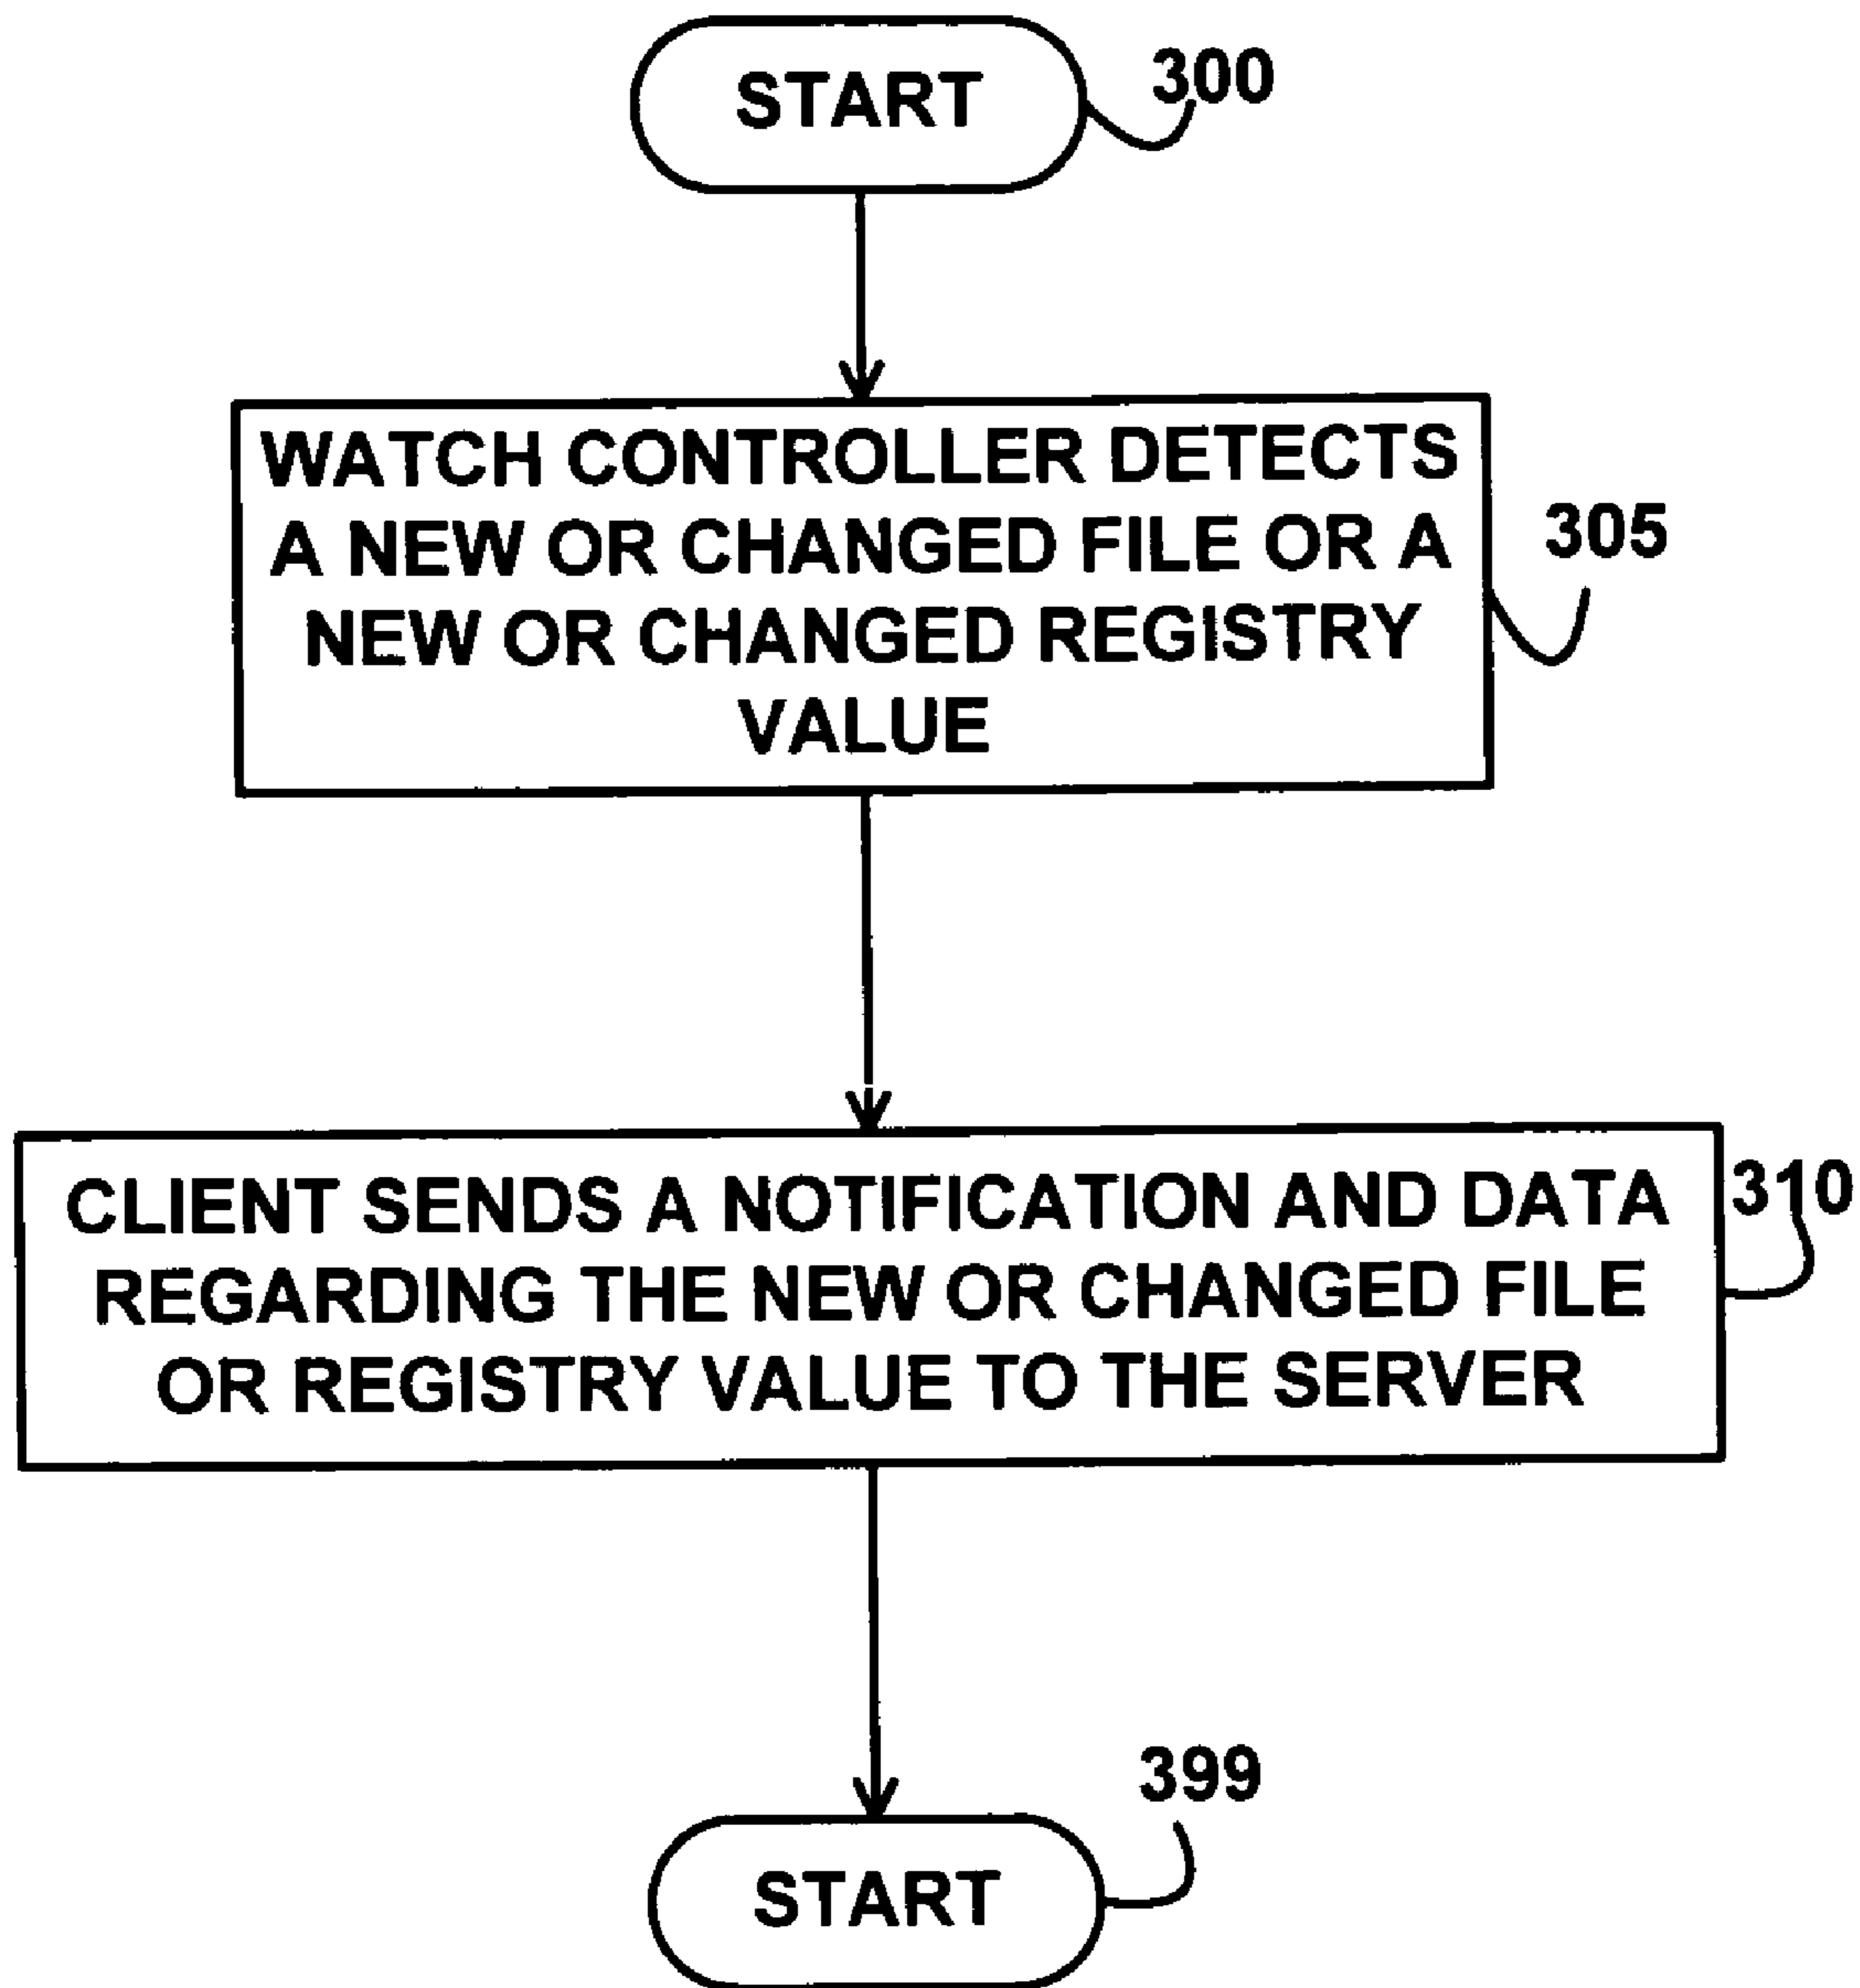 START
300
WATCH CONTROLLER DETECTS
A NEW OR CHANGED FILE OR A
NEW OR CHANGED REGISTRY
VALUE
305
CLIENT SENDS A NOTIFICATION AND DATA
REGARDING THE NEW OR CHANGED FILE
OR REGISTRY VALUE TO THE SERVER
310
399
START